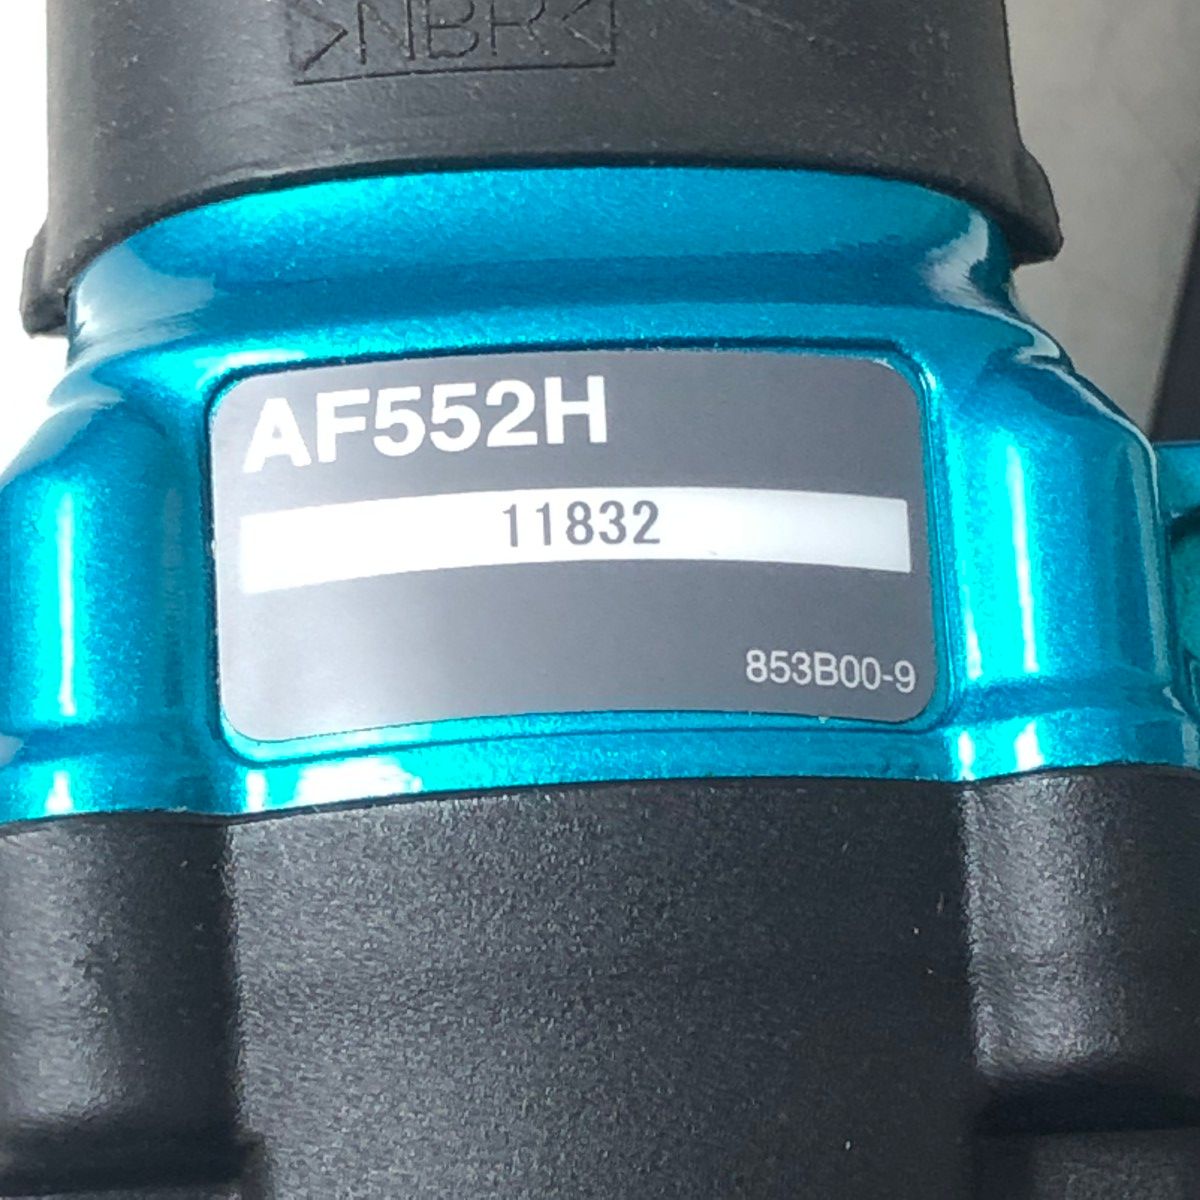 >NBR<
AF552H
11832
853B00-9